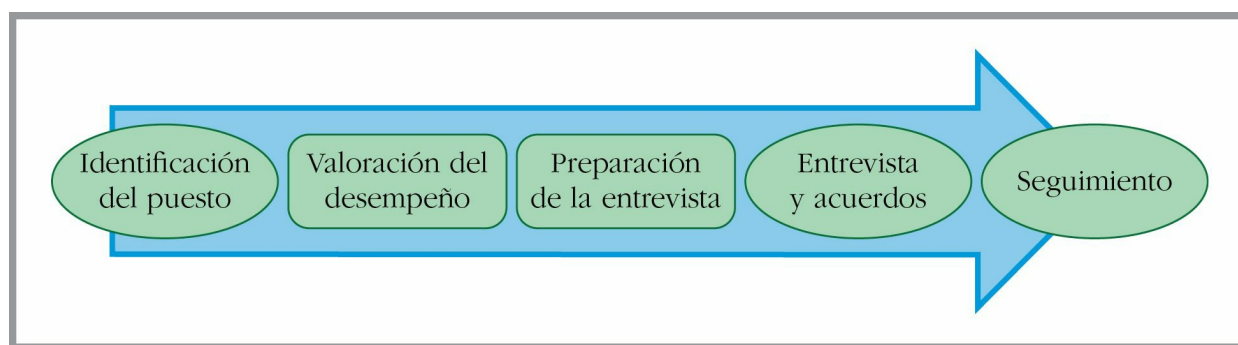 Identificación
del puesto
Valoración del
desempeño
Preparación
de la entrevista
Entrevista
y acuerdos
Seguimiento